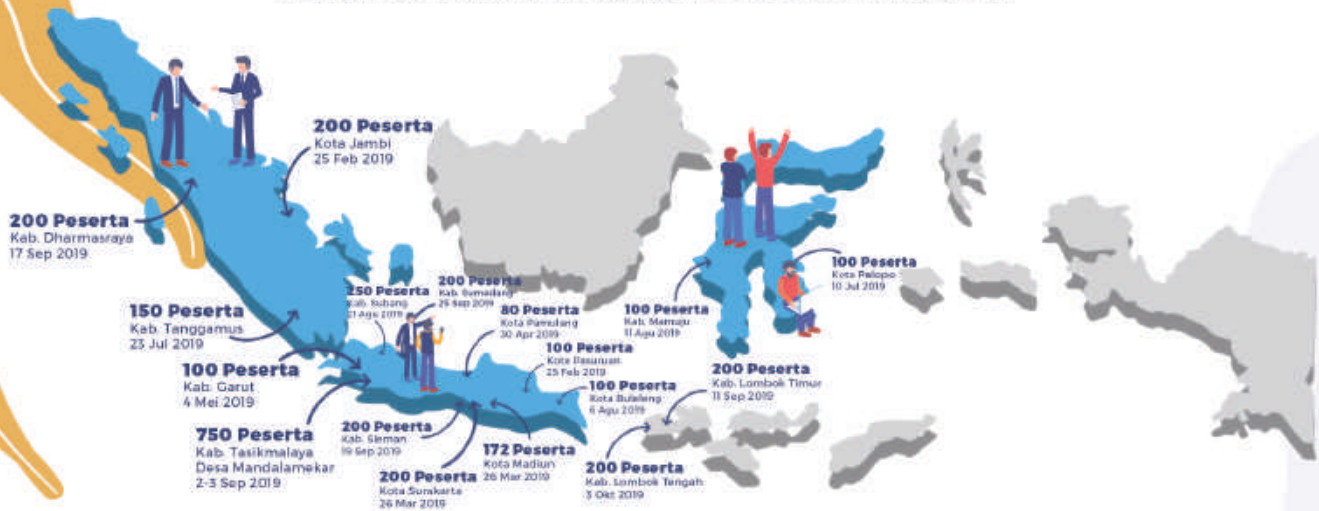 200 Peserta
Kota Jambi
25 Feb 2019
200 Peserta
Kab. Dharmasraya
17 Sep 2019
150 Peserta
Kab. Tanggamus
23 Jul 2019
100 Peserta
Kab. Garut
4 Mei 2019
750 Peserta
Kab. Tasikmalaya
Desa Mandalamekar
2-3 Sep 2019
250 Peserta
Kab. Subang
21 Agu 2019
200 Peserta
Kab. Sumedang
25 Sep 2019
80 Peserta
Kota Pamulang
30 Apr 2019
100 Peserta
Kota Pasuruan
25 Feb 2019
100 Peserta
Kota Buleleng
6 Agu 2019
200 Peserta
Kab. Sleman
19 Sep 2019
200 Peserta
Kota Surakarta
26 Mar 2019
172 Peserta
Kota Madiun
26 Mar 2019
100 Peserta
Kab. Mamuju
11 Agu 2019
100 Peserta
Kota Palopo
10 Jul 2019
200 Peserta
Kab. Lombok Timur
11 Sep 2019
200 Peserta
Kab. Lombok Tengah
3 Okt 2019